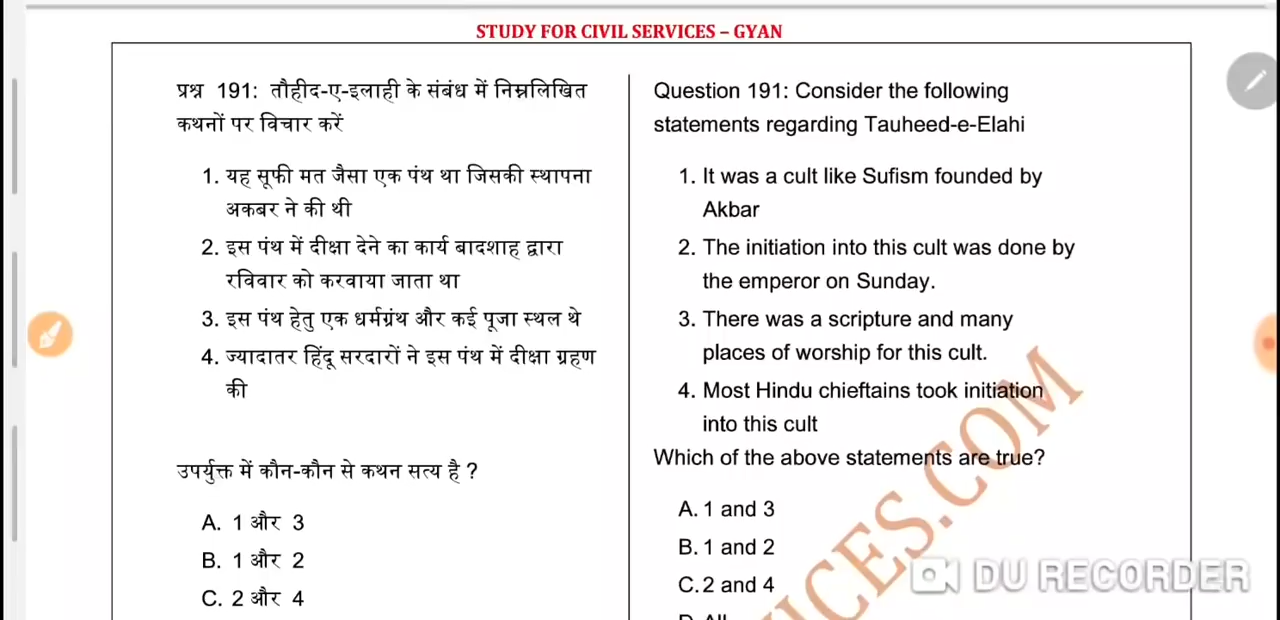 STUDY FOR CIVIL SERVICES – GYAN
प्रश्न 191: तौहीद-ए-इलाही के संबंध में निम्नलिखित
कथनों पर विचार करें
1. यह सूफी मत जैसा एक पंथ था जिसकी स्थापना
अकबर ने की थी
2. इस पंथ में दीक्षा देने का कार्य बादशाह द्वारा
रविवार को करवाया जाता था
3. इस पंथ हेतु एक धर्मग्रंथ और कई पूजा स्थल थे
4. ज्यादातर हिंदू सरदारों ने इस पंथ में दीक्षा ग्रहण
की
उपर्युक्त में कौन-कौन से कथन सत्य है ?
A. 1 और 3
B. 1 और 2
C. 2 और 4
Question 191: Consider the following
statements regarding Tauheed-e-Elahi
1. It was a cult like Sufism founded by
Akbar
2. The initiation into this cult was done by
the emperor on Sunday.
3. There was a scripture and many
places of worship for this cult.
4. Most Hindu chieftains took initiation
into this cult
Which of the above statements are true?
A. 1 and 3
B. 1 and 2
C. 2 and 4
D. All
ICES.COM
DU RECORDER